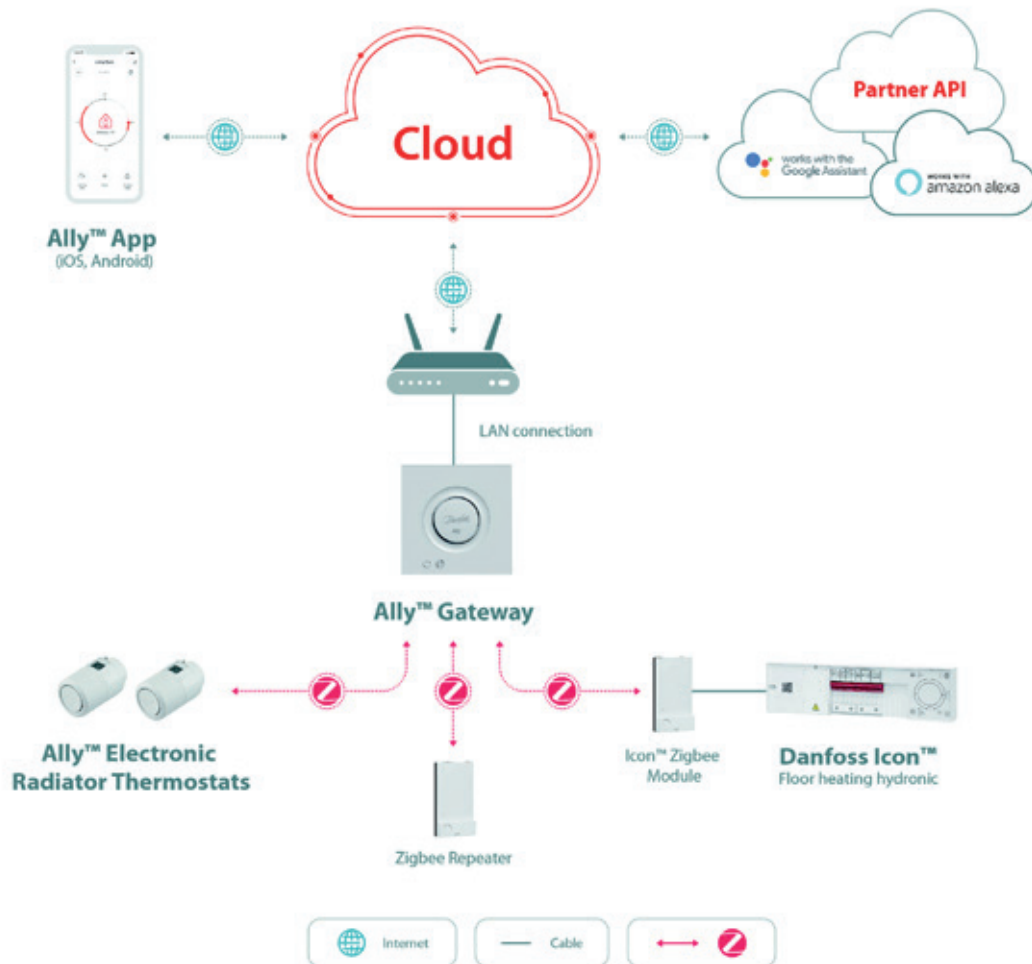 Cloud
Partner API
works with the
Google Assistant
WORKS WITH
amazon alexa
Ally™ App
(iOS, Android)
LAN connection
Danfoss
Ally™ Gateway
Ally™ Electronic
Radiator Thermostats
Zigbee Repeater
Icon™ Zigbee
Module
Danfoss Icon™
Floor heating hydronic
Internet
Cable